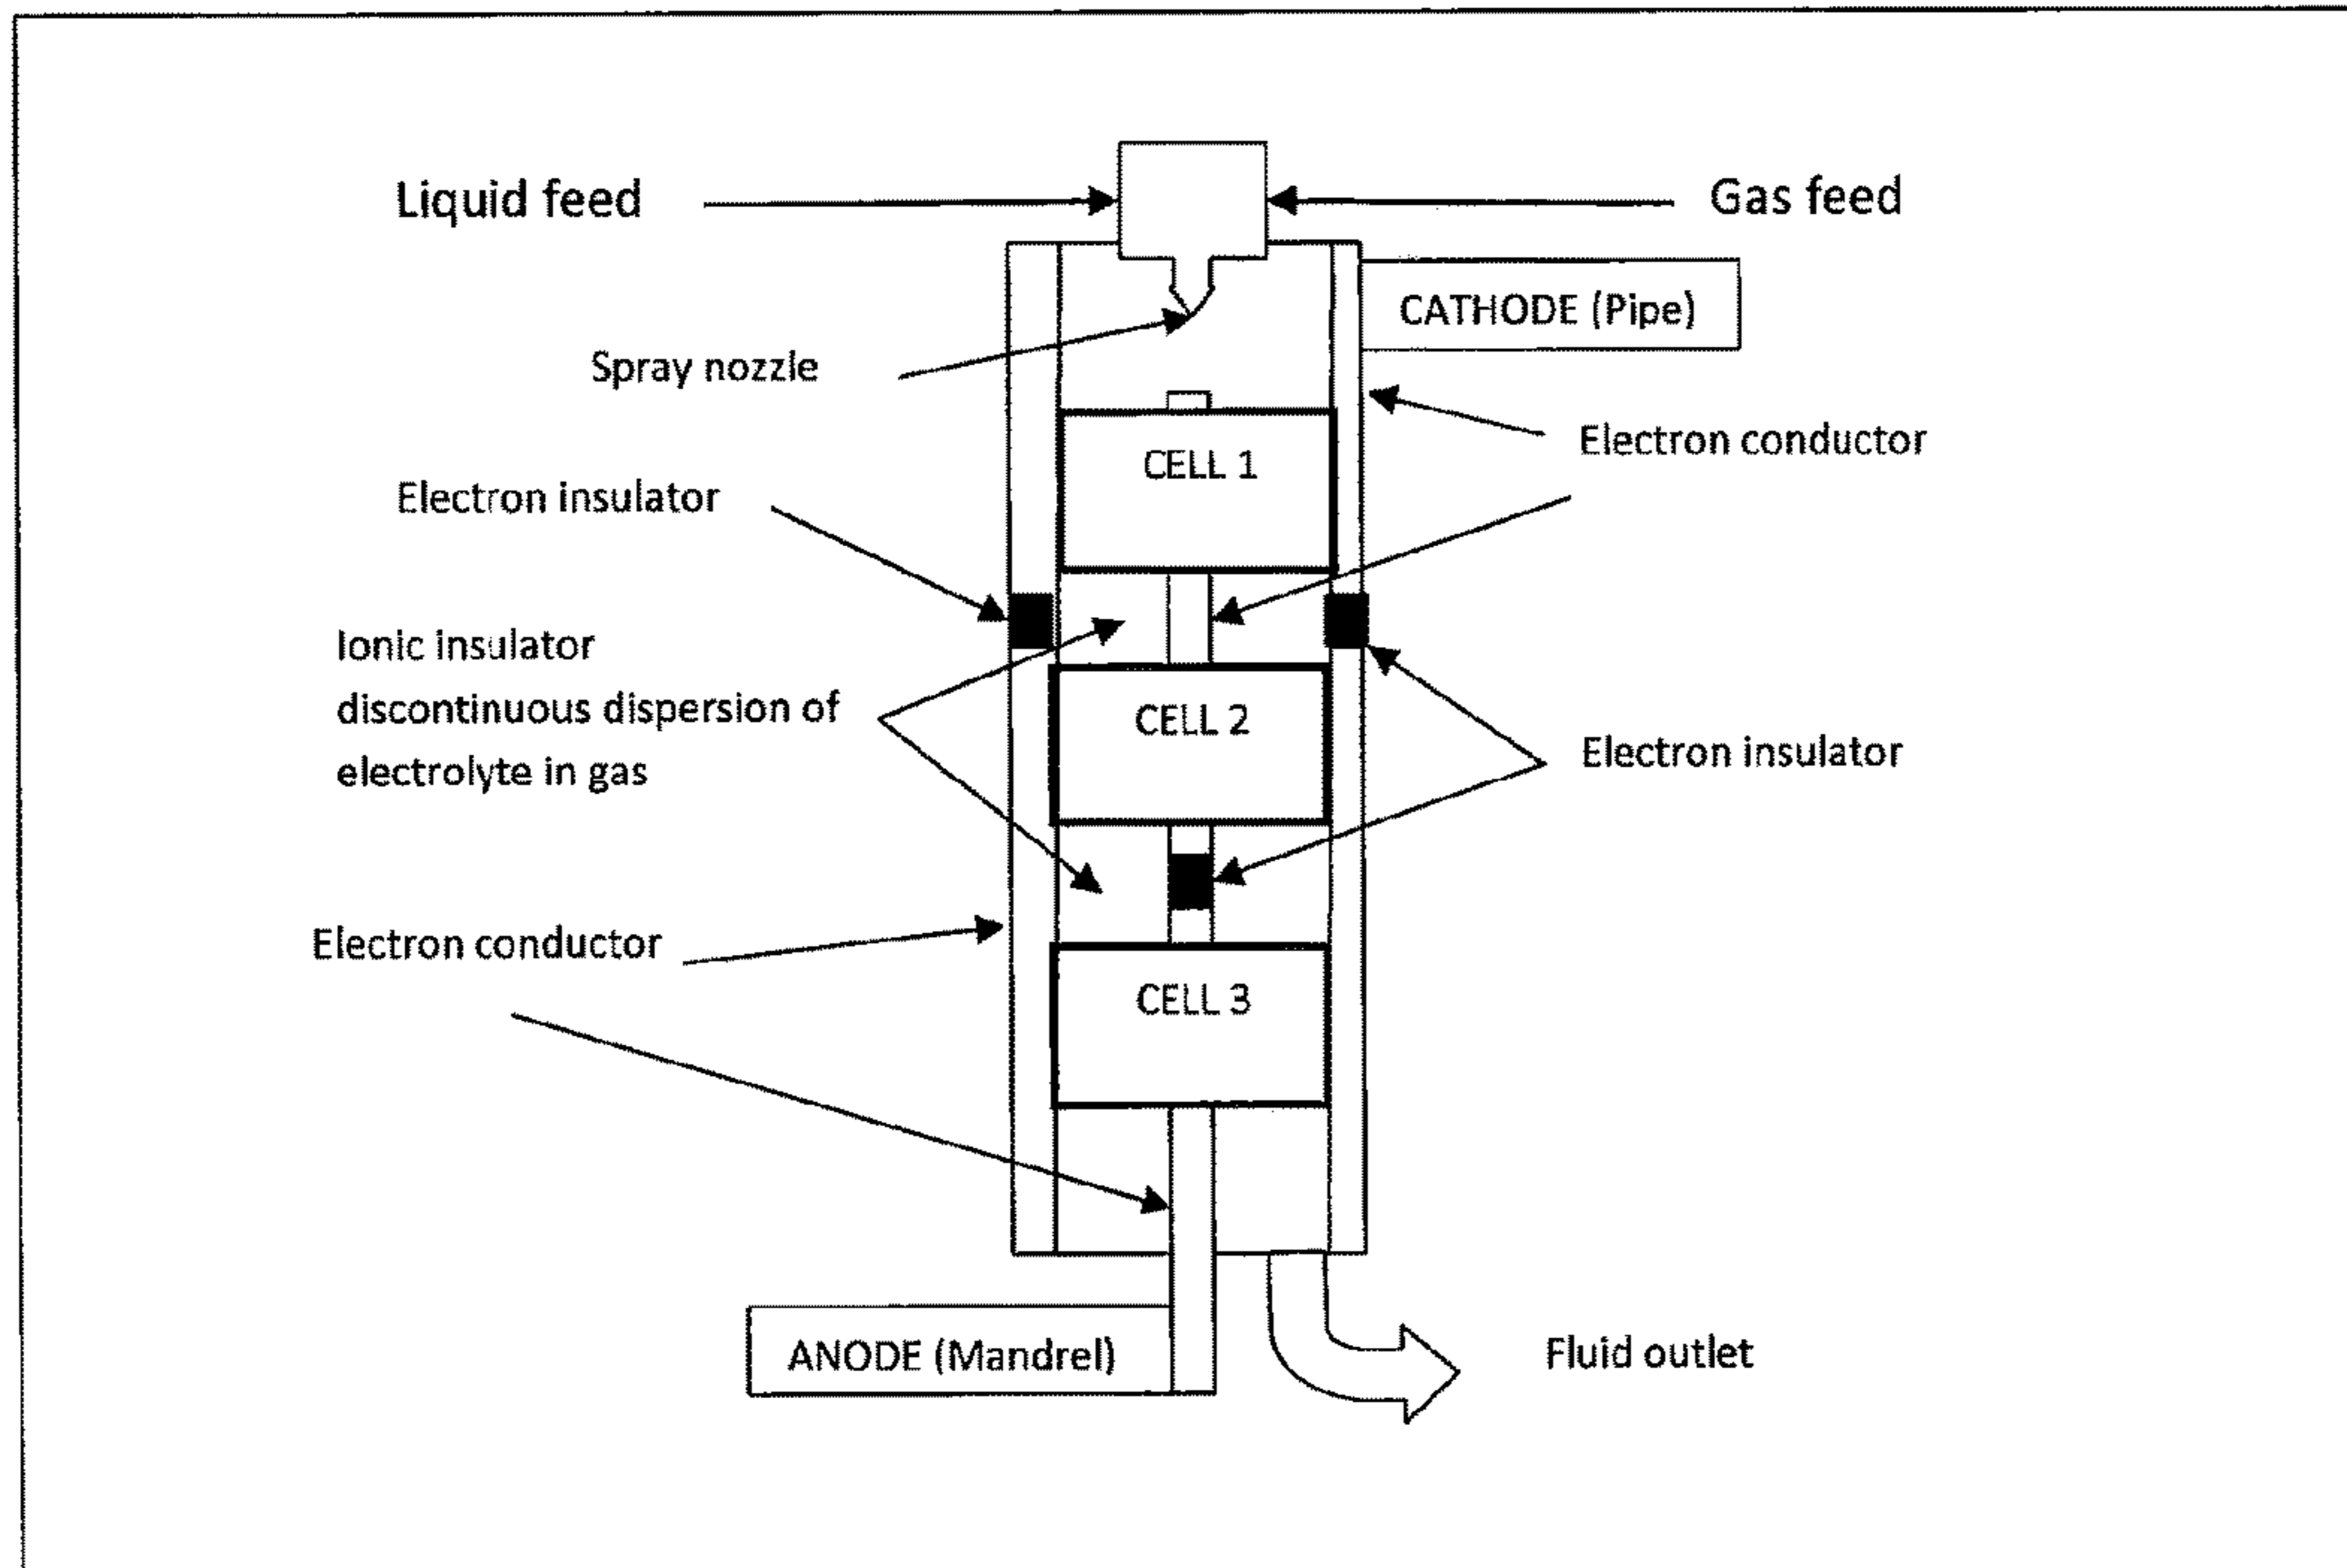 Liquid feed
Gas feed
CATHODE (Pipe)
Spray nozzle
Electron conductor
CELL 1
Electron insulator
Ionic insulator
discontinuous dispersion of
electrolyte in gas
CELL 2
Electron insulator
Electron conductor
CELL 3
ANODE (Mandrel)
Fluid outlet